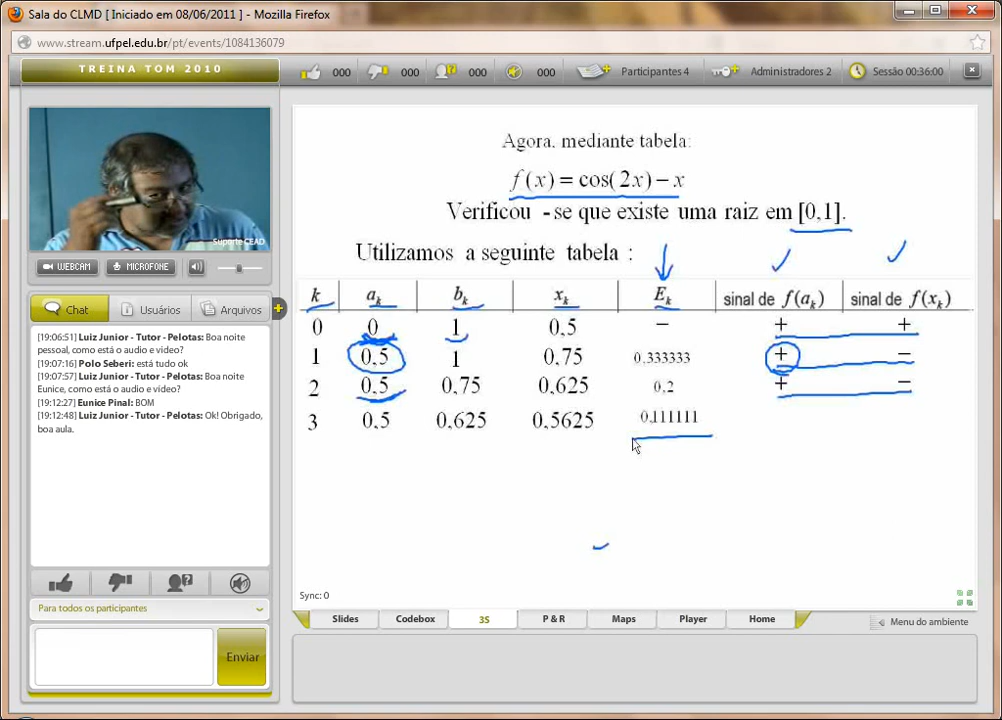 Sala do CLMD [ Iniciado em 08/06/2011 ] - Mozilla Firefox
www.stream.ufpel.edu.br/pt/events/1084136079
TREINA TOM 2010
000 000 000 000 Participantes 4 Administradores 2 Sessão 00:36:00
Suporte CEAD
WEBCAM MICROFONE
Chat Usuários Arquivos
[19:06:51] Luiz Junior - Tutor - Pelotas: Boa noite
pessoal, como está o audio e video?
[19:07:16] Polo Seberi: está tudo ok
[19:07:57] Luiz Junior - Tutor - Pelotas: Boa noite
Eunice, como está o audio e video?
[19:12:27] Eunice Pinal: BOM
[19:12:48] Luiz Junior - Tutor - Pelotas: Ok! Obrigado,
boa aula.
Para todos os participantes
Enviar
Agora, mediante tabela:
f(x) = cos(2x) − x
Verificou -se que existe uma raiz em [0,1].
Utilizamos a seguinte tabela :
k a_k b_k x_k E_k sinal de f(a_k) sinal de f(x_k)
0 0 1 0,5 − + +
1 0,5 1 0,75 0,333333 + −
2 0,5 0,75 0,625 0,2 + −
3 0,5 0,625 0,5625 0,111111
Sync: 0
Slides Codebox 35 P & R Maps Player Home Menu do ambiente